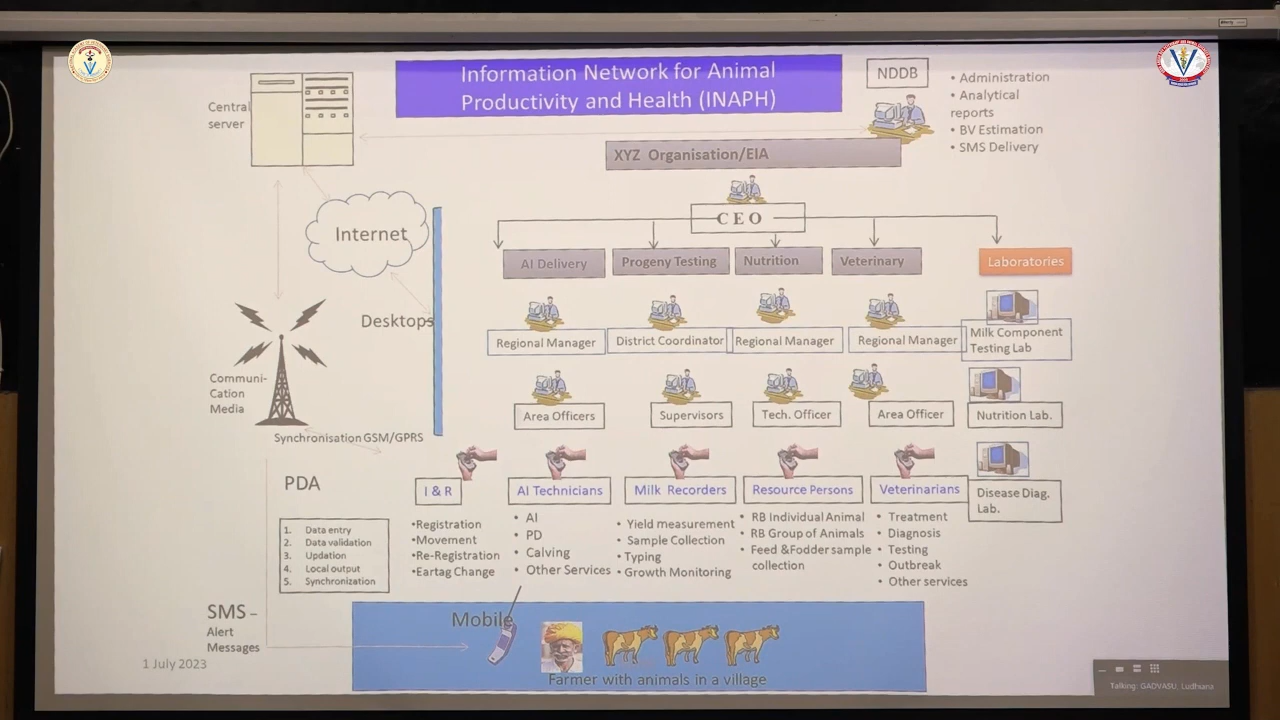 Information Network for Animal
Productivity and Health (INAPH)
NDDB
• Administration
• Analytical
reports
• BV Estimation
• SMS Delivery
Central
server
XYZ Organisation/EIA
CEO
Internet
AI Delivery
Progeny Testing
Nutrition
Veterinary
Laboratories
Desktops
Regional Manager
District Coordinator
Regional Manager
Regional Manager
Milk Component
Testing Lab
Communi-
Cation
Media
Area Officers
Supervisors
Tech. Officer
Area Officer
Nutrition Lab.
Synchronisation GSM/GPRS
PDA
I & R
AI Technicians
Milk Recorders
Resource Persons
Veterinarians
Disease Diag.
Lab.
1. Data entry
2. Data validation
3. Updation
4. Local output
5. Synchronization
•Registration
•Movement
•Re-Registration
•Eartag Change
• AI
• PD
• Calving
• Other Services
• Yield measurement
• Sample Collection
•Typing
• Growth Monitoring
• RB Individual Animal
• RB Group of Animals
• Feed &Fodder sample
collection
• Treatment
• Diagnosis
• Testing
• Outbreak
• Other services
SMS –
Alert
Messages
Mobile
Farmer with animals in a village
1 July 2023
Talking: GADVASU, Ludhiana